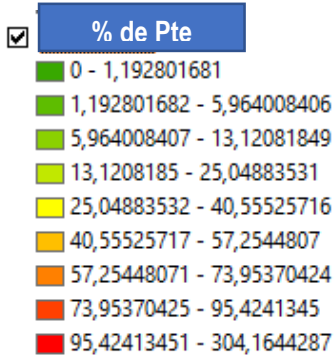 % de Pte
0 - 1,192801681
1,192801682 - 5,964008406
5,964008407 - 13,12081849
13,1208185 - 25,04883531
25,04883532 - 40,55525716
40,55525717 - 57,2544807
57,25448071 - 73,95370424
73,95370425 - 95,4241345
95,42413451 - 304,1644287